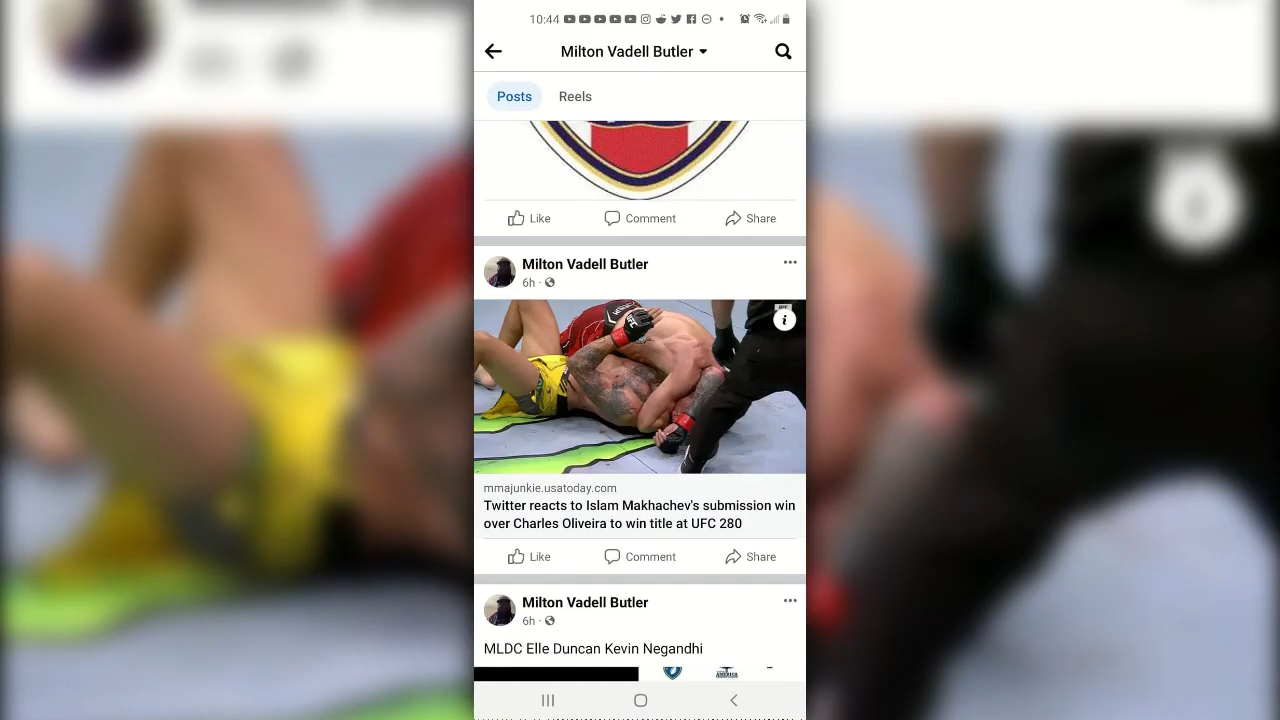 10:44
Milton Vadell Butler
Posts Reels
Like Comment Share
Milton Vadell Butler
6h ·
UFC
mmajunkie.usatoday.com
Twitter reacts to Islam Makhachev's submission win
over Charles Oliveira to win title at UFC 280
Like Comment Share
Milton Vadell Butler
6h ·
MLDC Elle Duncan Kevin Negandhi
AMERICA